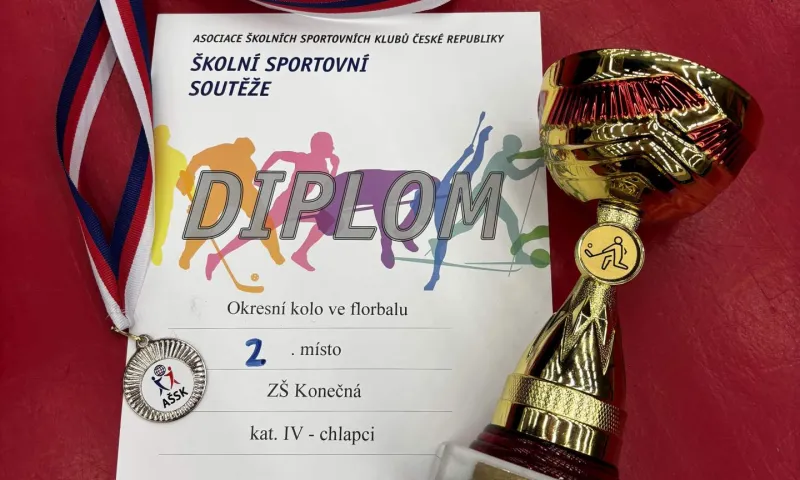 ASOCIACE ŠKOLNÍCH SPORTOVNÍCH KLUBŮ ČESKÉ REPUBLIKY
ŠKOLNÍ SPORTOVNÍ
SOUTĚŽE
DIPLOM
Okresní kolo ve florbalu
2. . místo
ZŠ Konečná
kat. IV - chlapci
AŠSK